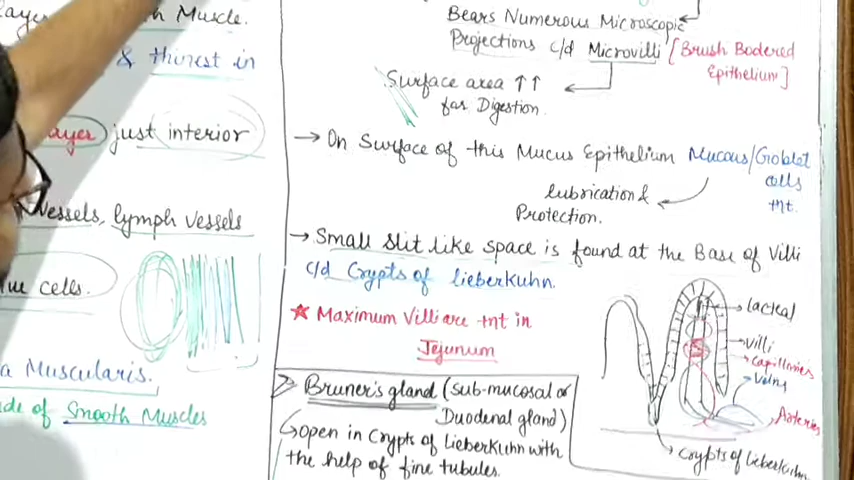 Muscle.
& thinest in
layer just interior
vessels, lymph vessels
cells.
a Muscularis.
de of Smooth Muscles
Bears Numerous Microscopic
Projections c/d Microvilli [Brush Bodered
Epithelium]
Surface area ↑↑
for Digestion
→ On Surface of this Mucus Epithelium Mucous/Goblet
cells
tnt.
lubrication &
Protection.
→ Small slit like space is found at the Base of Villi
c/d Crypts of lieberkuhn.
★ Maximum Villi are tnt in
Jejunum
Bruner's gland (sub-mucosal or
Duodenal gland)
Open in Crypts of Lieberkuhn with
the help of fine tubules.
lacteal
villi
capillaries
Veins
Arteries
crypts of lieberkuhn